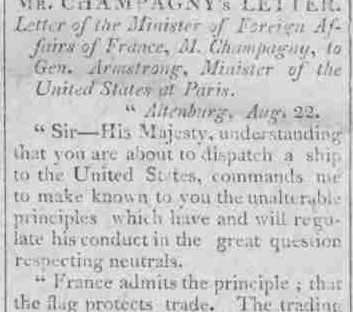 MR. CHAMPAGNY's LETTER.
Letter of the Minister of Foreign Af-
fairs of France, M. Champagny, to
Gen. Armstrong, Minister of the
United States at Paris.
" Altenburg, Aug. 22.
" Sir—His Majesty, understanding
that you are about to dispatch a ship
to the United States, commands me
to make known to you the unalterable
principles which have and will regu-
late his conduct in the great question
respecting neutrals.
" France admits the principle ; that
the flag protects trade. The trading